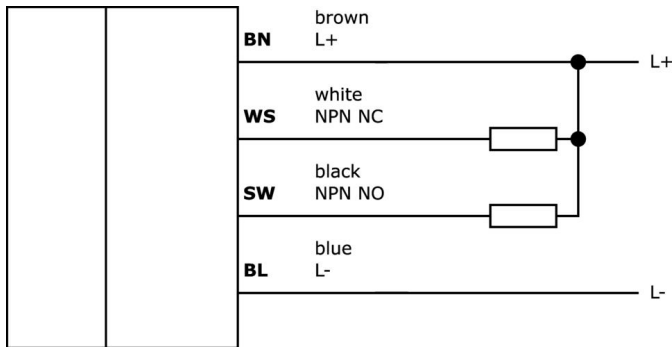 brown
BN L+
L+
white
WS NPN NC
black
SW NPN NO
blue
BL L-
L-